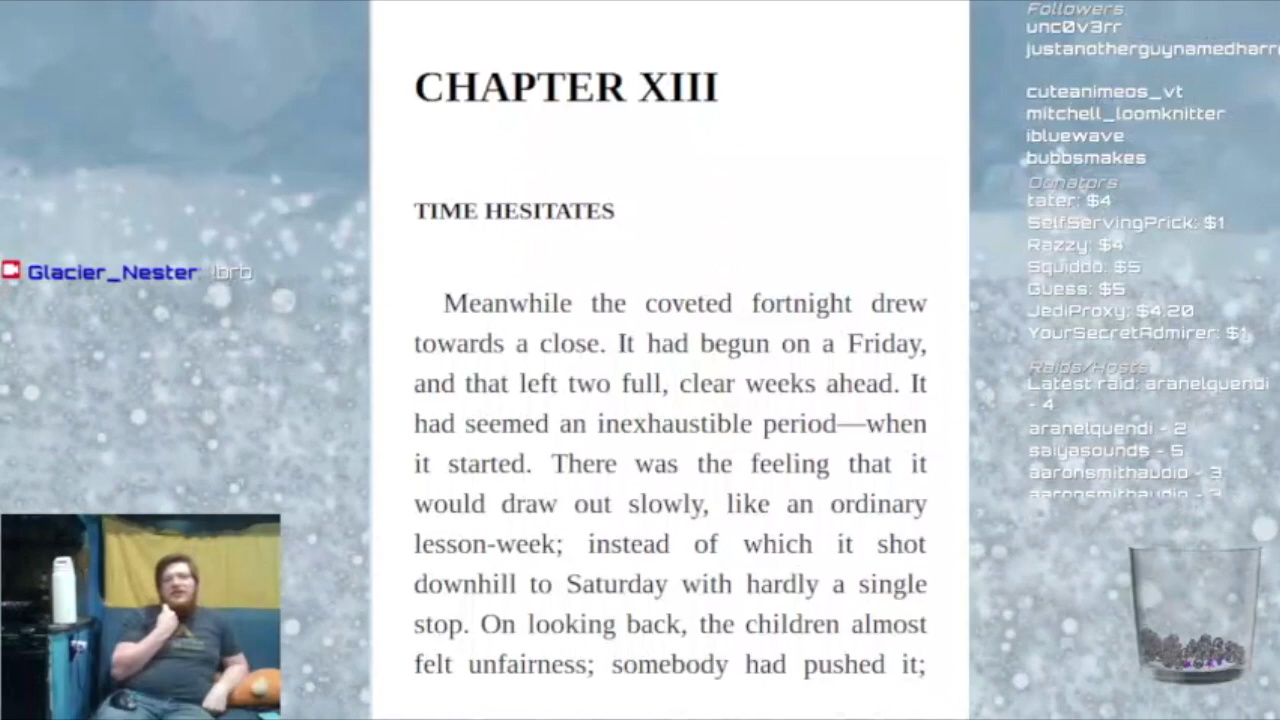 Glacier_Nester !brb
CHAPTER XIII
TIME HESITATES
Meanwhile the coveted fortnight drew
towards a close. It had begun on a Friday,
and that left two full, clear weeks ahead. It
had seemed an inexhaustible period—when
it started. There was the feeling that it
would draw out slowly, like an ordinary
lesson-week; instead of which it shot
downhill to Saturday with hardly a single
stop. On looking back, the children almost
felt unfairness; somebody had pushed it;
Followers
unc0v3rr
justanotherguynamedharr
cuteanimeos_vt
mitchell_loomknitter
ibluewave
bubbsmakes
Donators
tater: $4
SelfServingPrick: $1
Razzy: $4
Squiddo: $5
Guess: $5
JediProxy: $4.20
YourSecretAdmirer: $1
Raids/Hosts
Latest raid: aranelquendi
- 4
aranelquendi - 2
saiyasounds - 5
aaronsmithaudio - 3
aaronsmithaudio - 3